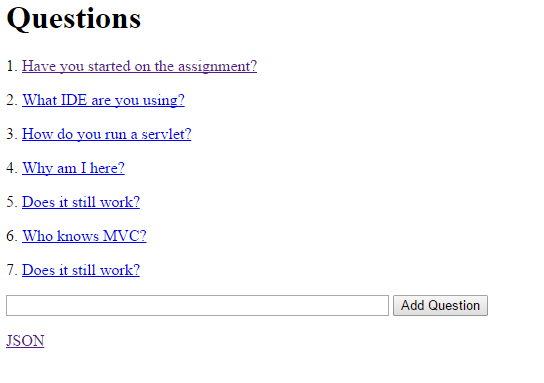 Questions
1. Have you started on the assignment?
2. What IDE are you using?
3. How do you run a servlet?
4. Why am I here?
5. Does it still work?
6. Who knows MVC?
7. Does it still work?
Add Question
JSON